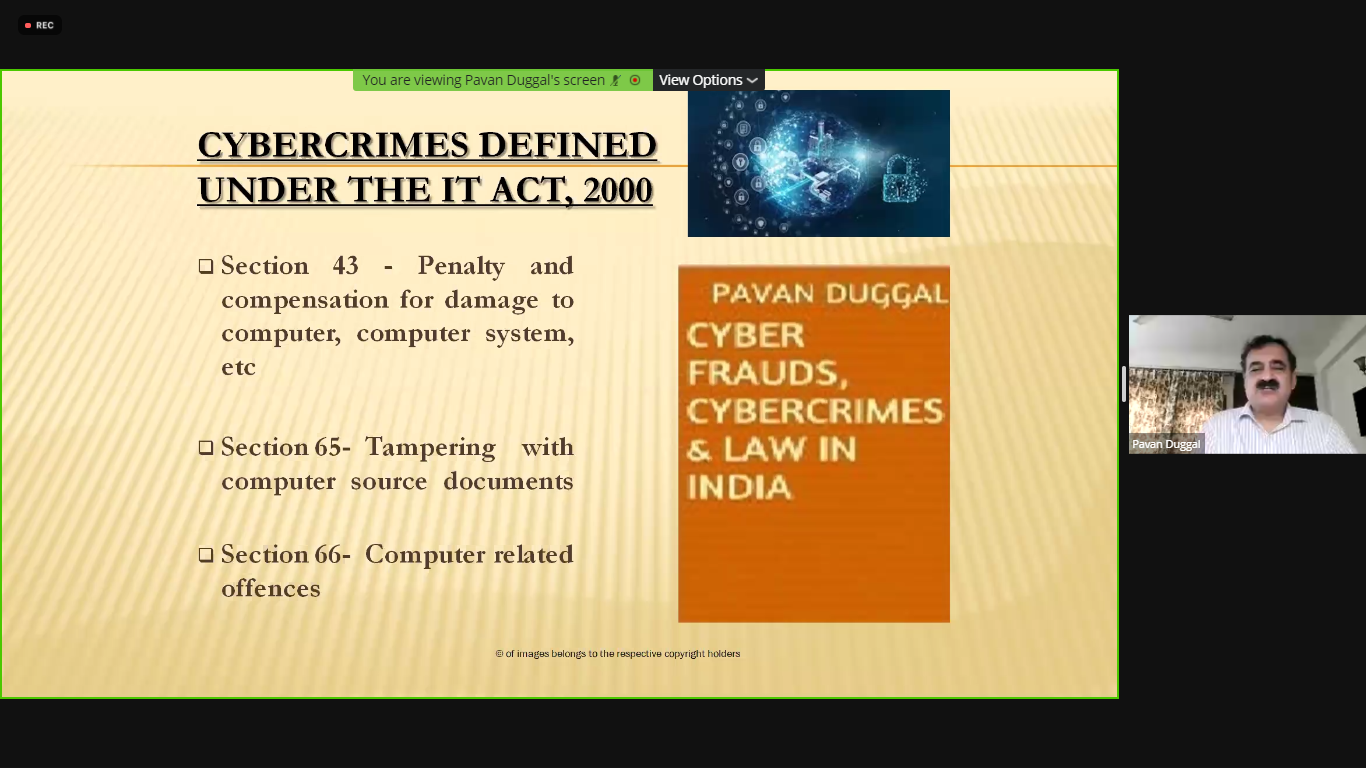 REC
You are viewing Pavan Duggal's screen
View Options
CYBERCRIMES DEFINED
UNDER THE IT ACT, 2000
Section 43 - Penalty and
compensation for damage to
computer, computer system,
etc
Section 65- Tampering with
computer source documents
Section 66- Computer related
offences
PAVAN DUGGAL
CYBER
FRAUDS,
CYBERCRIMES
& LAW IN
INDIA
© of images belongs to the respective copyright holders
Pavan Duggal